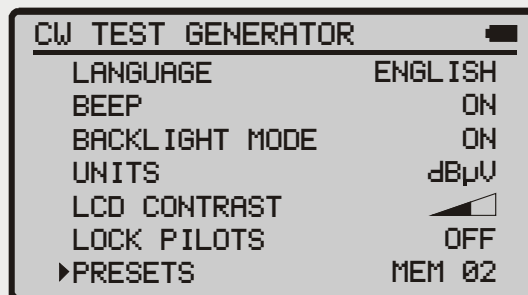 CW TEST GENERATOR
LANGUAGE ENGLISH
BEEP ON
BACKLIGHT MODE ON
UNITS dBµV
LCD CONTRAST
LOCK PILOTS OFF
PRESETS MEM 02